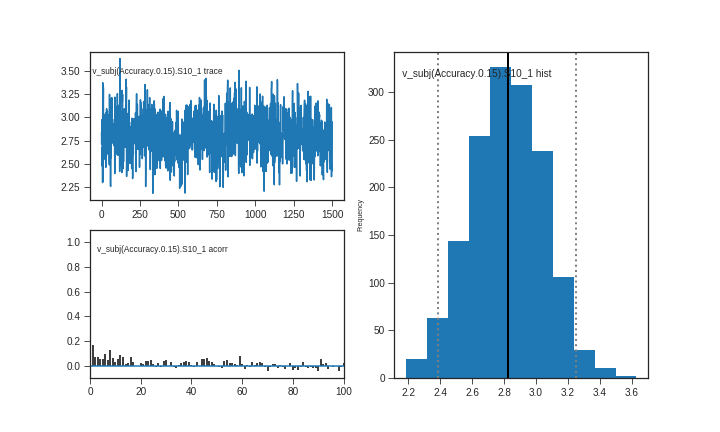 v_subj(Accuracy.0.15).S10_1 trace
3.50
3.25
3.00
2.75
2.50
2.25
0 250 500 750 1000 1250 1500
v_subj(Accuracy.0.15).S10_1 acorr
1.0
0.8
0.6
0.4
0.2
0.0
0 20 40 60 80 100
v_subj(Accuracy.0.15).S10_1 hist
Frequency
300
250
200
150
100
50
0
2.2 2.4 2.6 2.8 3.0 3.2 3.4 3.6